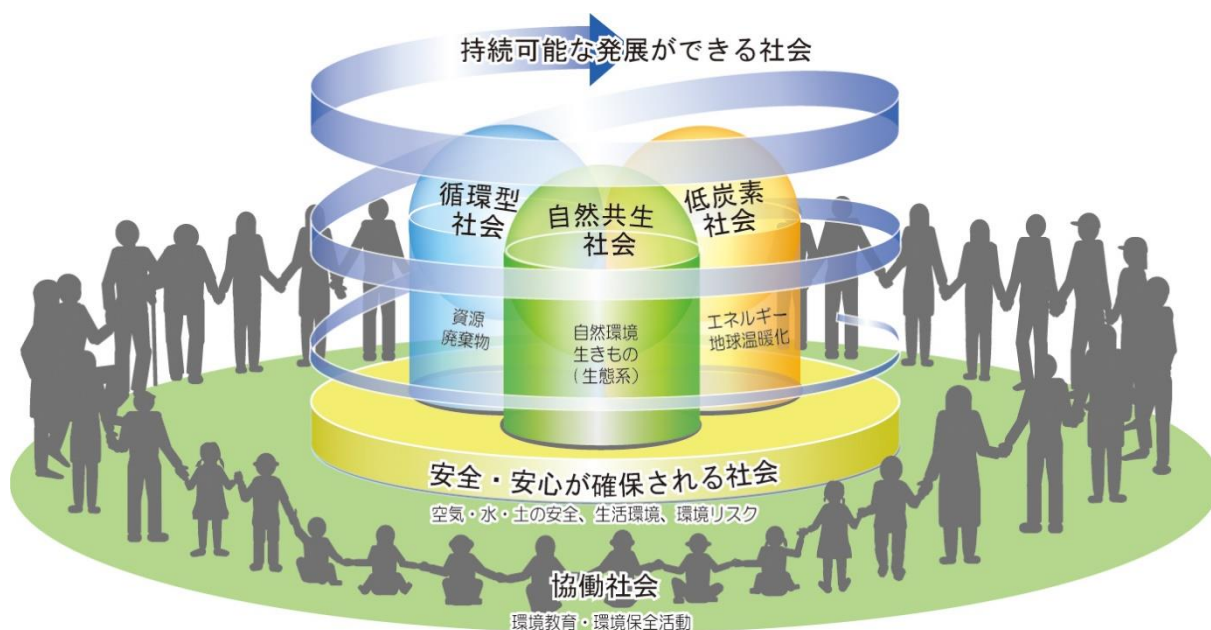 持続可能な発展ができる社会
循環型
社会
自然共生
社会
低炭素
社会
資源
廃棄物
自然環境
生きもの
(生態系)
エネルギー
地球温暖化
安全・安心が確保される社会
空気・水・土の安全、生活環境、環境リスク
協働社会
環境教育・環境保全活動